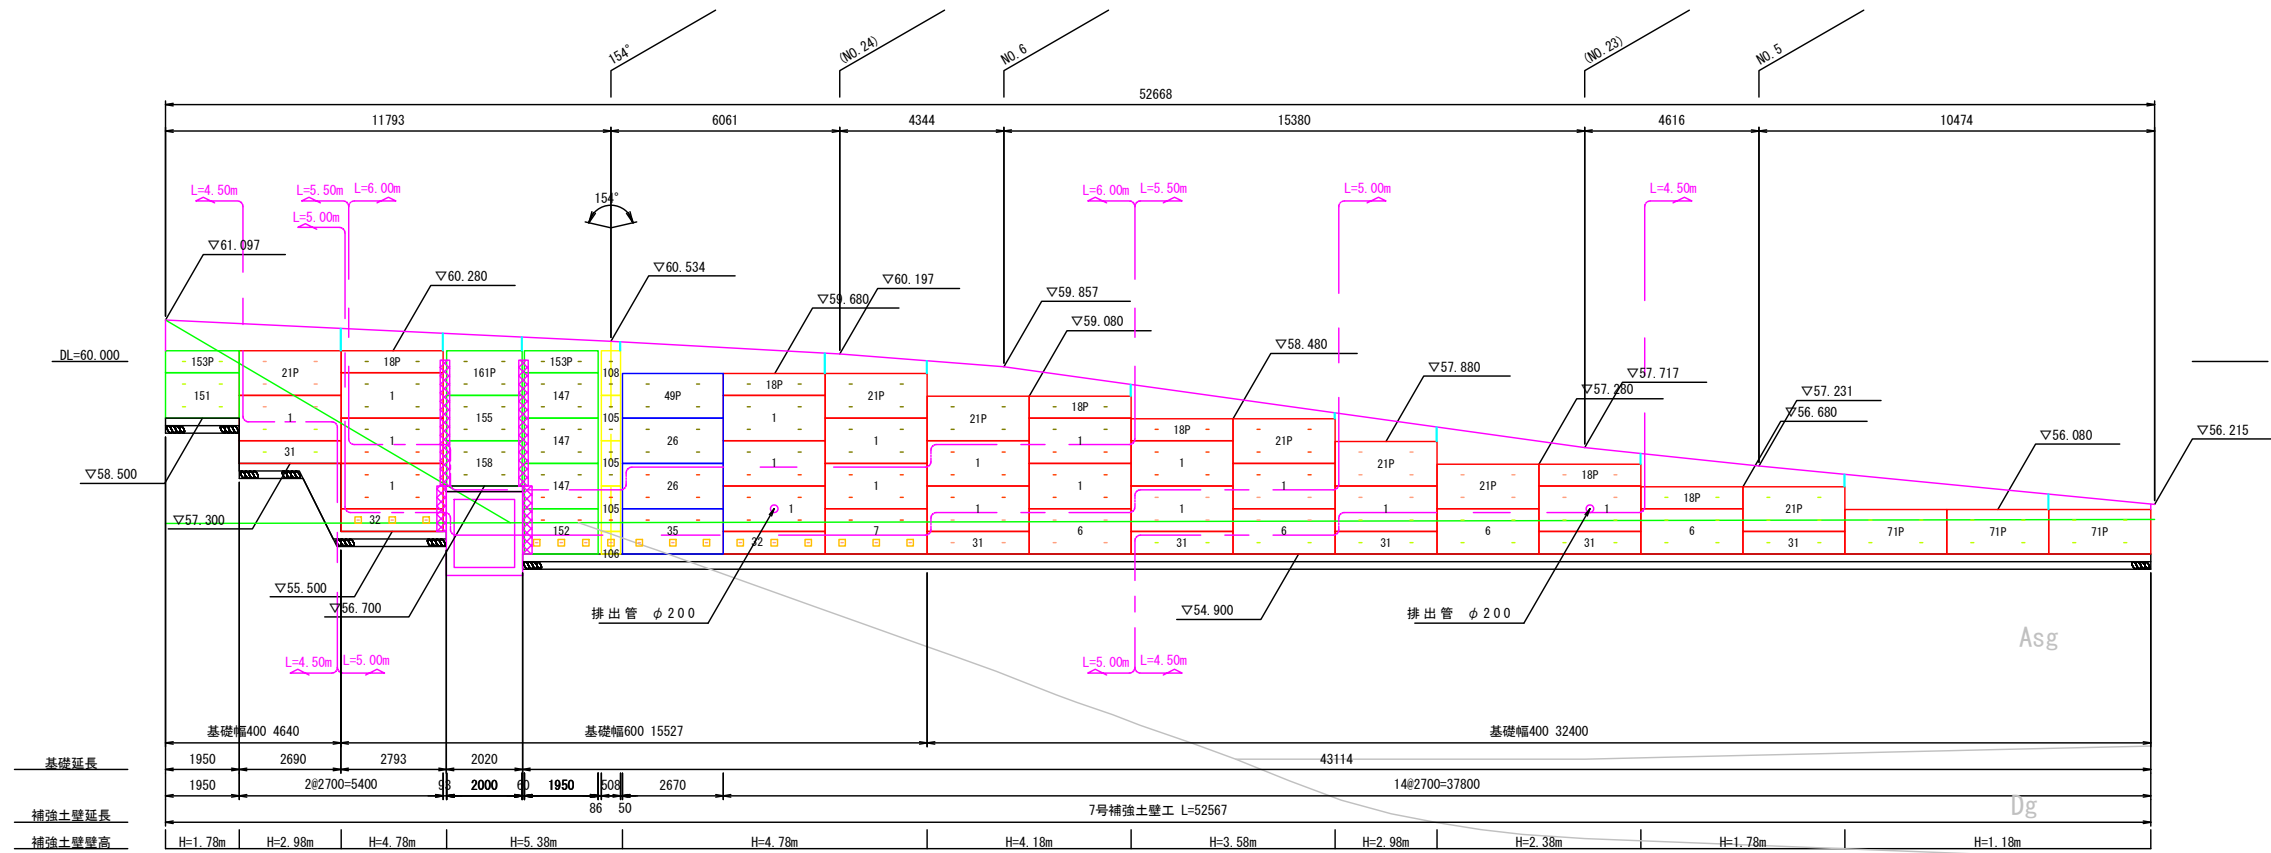 154°
(NO.24)
NO.6
(NO.23)
NO.5
52668
11793
6061
4344
15380
4616
10474
L=4.50m
L=5.50m
L=6.00m
L=5.00m
154°
L=6.00m
L=5.50m
L=5.00m
L=4.50m
▽61.097
▽60.280
▽60.534
▽59.680
▽60.197
▽59.857
▽59.080
▽58.480
▽57.880
▽57.280
▽57.717
▽57.231
▽56.680
▽56.080
▽56.215
DL=60.000
153P
21P
18P
161P
153P
108
49P
18P
21P
21P
18P
18P
21P
21P
21P
18P
18P
21P
71P
71P
71P
151
1
1
155
147
105
26
1
1
1
1
1
1
1
6
1
6
31
31
1
158
147
105
26
1
1
1
1
1
31
31
1
147
105
35
1
7
31
6
31
6
32
152
106
32
▽58.500
▽57.300
▽55.500
▽56.700
排出管 φ200
▽54.900
排出管 φ200
Asg
L=4.50m
L=5.00m
L=5.00m
L=4.50m
基礎幅400 4640
基礎幅600 15527
基礎幅400 32400
基礎延長
1950
2690
2793
2020
43114
1950
2@2700=5400
93
2000
60
1950
508
2670
14@2700=37800
86
50
Dg
補強土壁延長
7号補強土壁工 L=52567
補強土壁壁高
H=1.78m
H=2.98m
H=4.78m
H=5.38m
H=4.78m
H=4.18m
H=3.58m
H=2.98m
H=2.38m
H=1.78m
H=1.18m